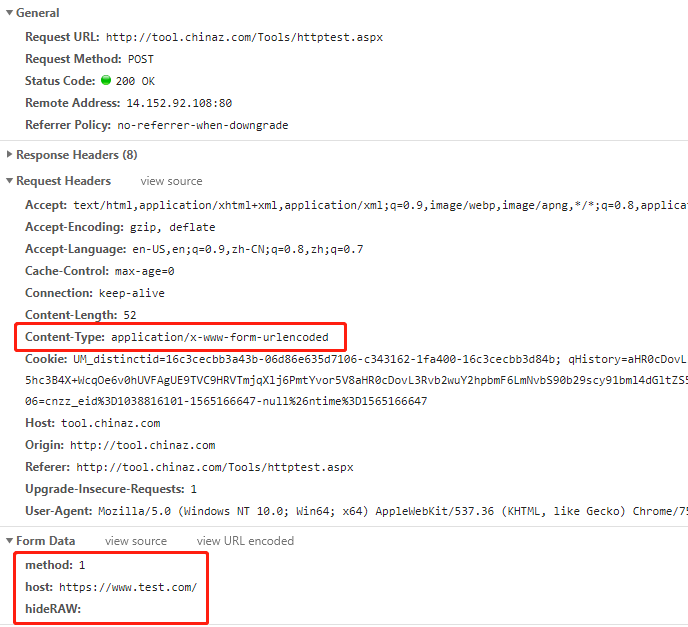 General
Request URL: http://tool.chinaz.com/Tools/httptest.aspx
Request Method: POST
Status Code: 200 OK
Remote Address: 14.152.92.108:80
Referrer Policy: no-referrer-when-downgrade
Response Headers (8)
Request Headers view source
Accept: text/html,application/xhtml+xml,application/xml;q=0.9,image/webp,image/apng,*/*;q=0.8,applicat
Accept-Encoding: gzip, deflate
Accept-Language: en-US,en;q=0.9,zh-CN;q=0.8,zh;q=0.7
Cache-Control: max-age=0
Connection: keep-alive
Content-Length: 52
Content-Type: application/x-www-form-urlencoded
Cookie: UM_distinctid=16c3cecbb3a43b-06d86e635d7106-c343162-1fa400-16c3cecbb3d84b; qHistory=aHR0cDovL
5hc3B4X+WcqOe6v0hUVFAgUE9TVC9HRVTmjqXlj6PmtYvor5V8aHR0cDovL3Rvb2wuY2hpbmF6LmNvbS90b29scy91bml4dGltZS5
06=cnzz_eid%3D1038816101-1565166647-null%26ntime%3D1565166647
Host: tool.chinaz.com
Origin: http://tool.chinaz.com
Referer: http://tool.chinaz.com/Tools/httptest.aspx
Upgrade-Insecure-Requests: 1
User-Agent: Mozilla/5.0 (Windows NT 10.0; Win64; x64) AppleWebKit/537.36 (KHTML, like Gecko) Chrome/75
Form Data view source view URL encoded
method: 1
host: https://www.test.com/
hideRAW: